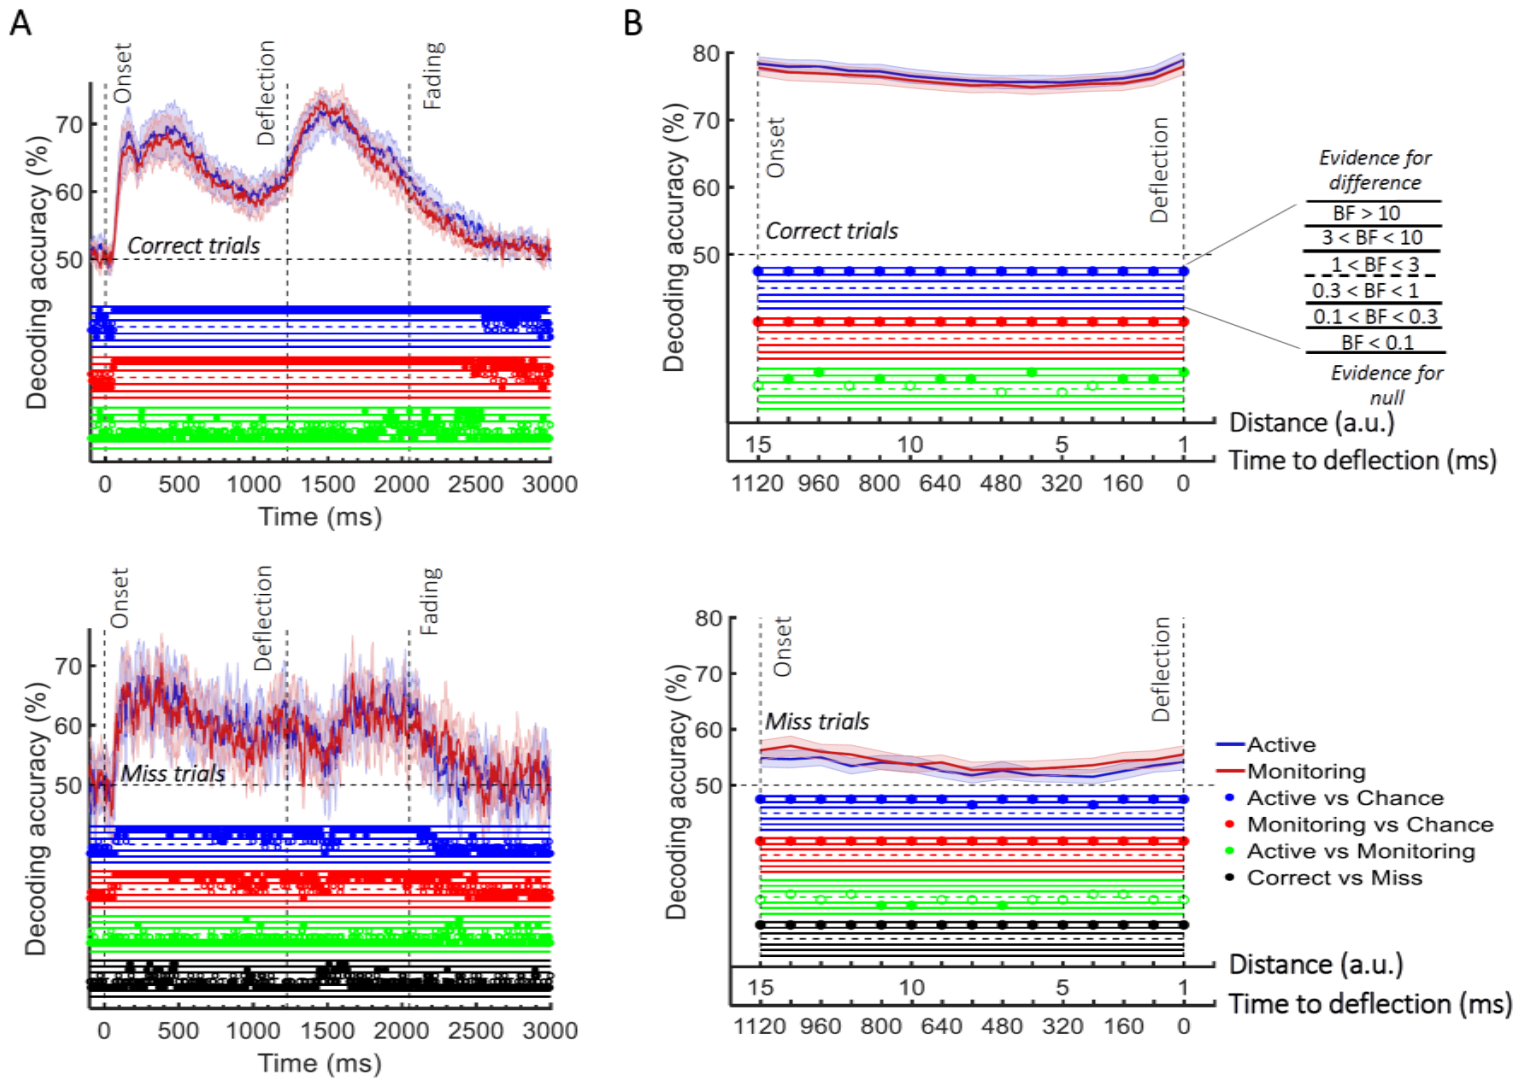 A
B
Onset
Deflection
Fading
Decoding accuracy (%)
70
60
50
Correct trials
0 500 1000 1500 2000 2500 3000
Time (ms)
80
70
60
50
Decoding accuracy (%)
Onset
Deflection
Correct trials
Evidence for
difference
BF > 10
3 < BF < 10
1 < BF < 3
0.3 < BF < 1
0.1 < BF < 0.3
BF < 0.1
Evidence for
null
Distance (a.u.)
15 10 5 1
Time to deflection (ms)
1120 960 800 640 480 320 160 0
Onset
Deflection
Fading
Decoding accuracy (%)
70
60
50
Miss trials
0 500 1000 1500 2000 2500 3000
Time (ms)
80
70
60
50
Decoding accuracy (%)
Onset
Deflection
Miss trials
Active
Monitoring
Active vs Chance
Monitoring vs Chance
Active vs Monitoring
Correct vs Miss
Distance (a.u.)
15 10 5 1
Time to deflection (ms)
1120 960 800 640 480 320 160 0